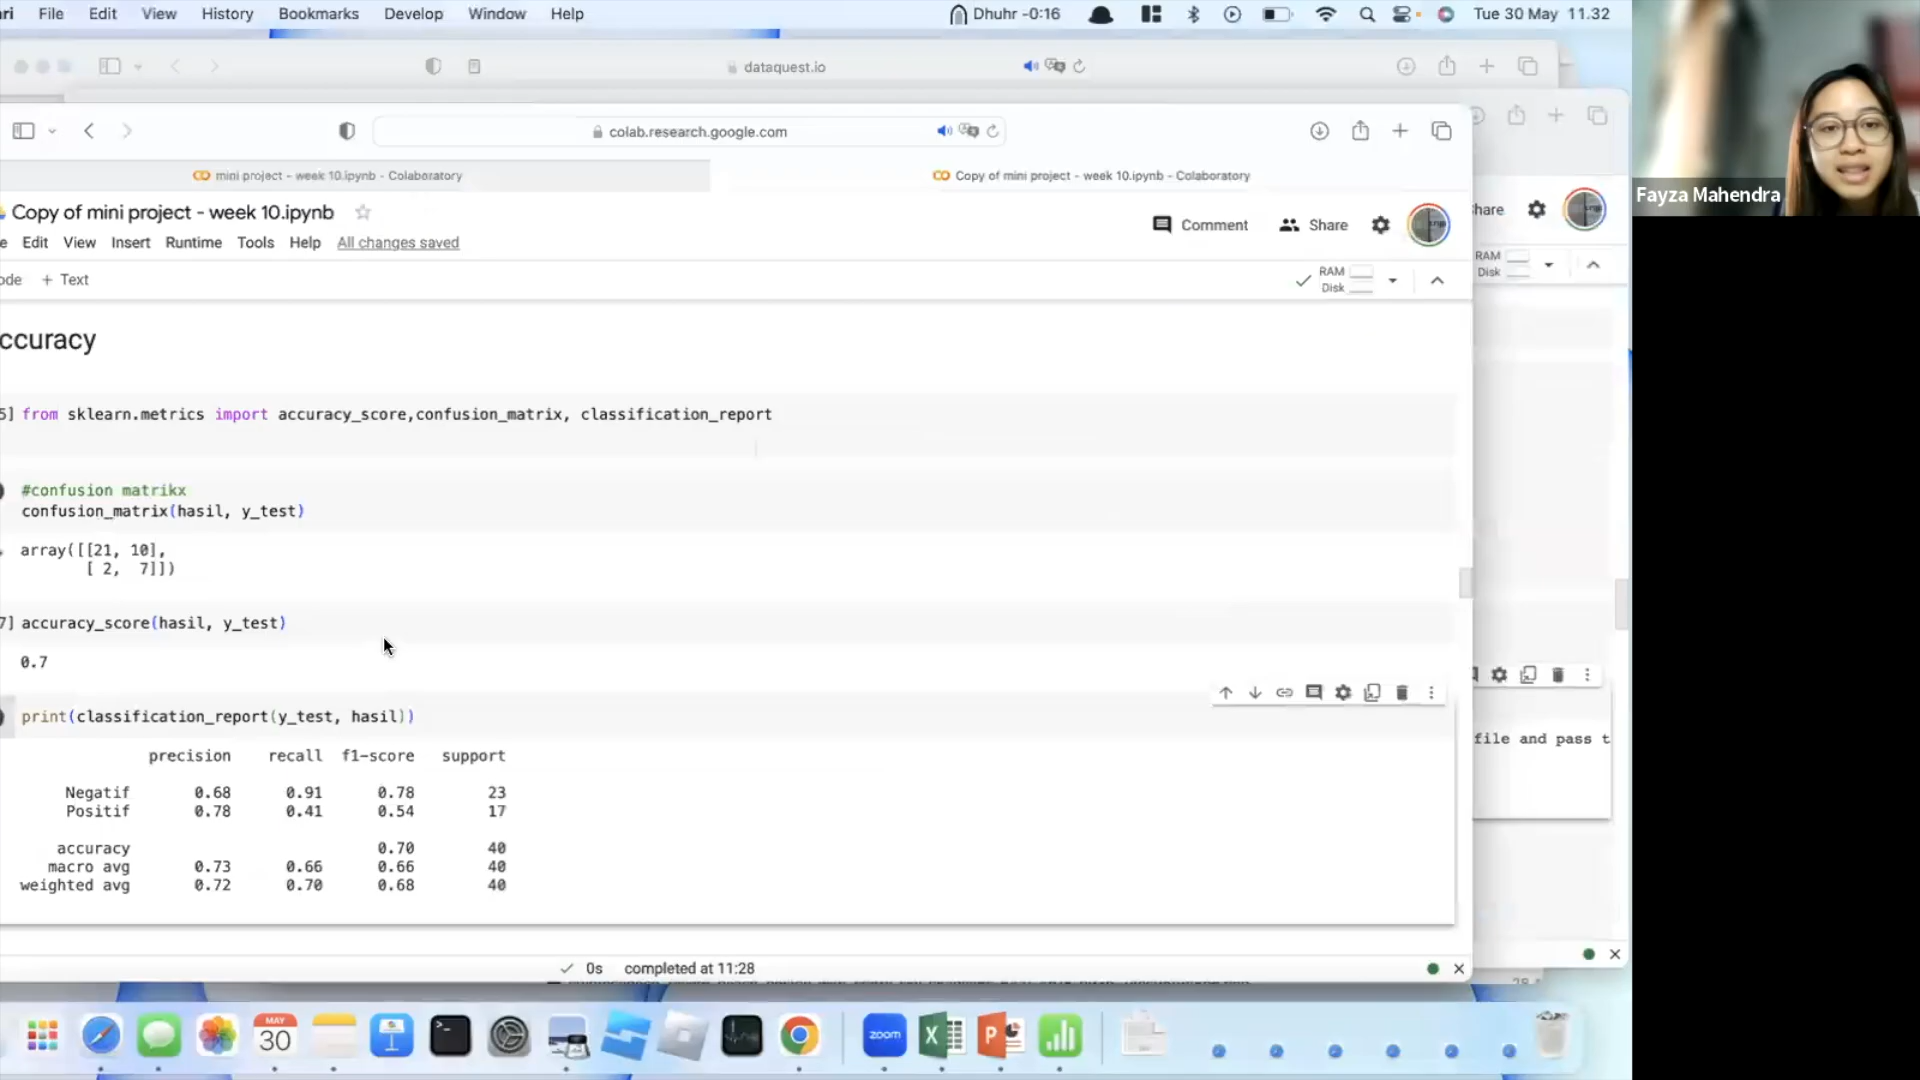 ri File Edit View History Bookmarks Develop Window Help Dhuhr -0:16 Tue 30 May 11.32
dataquest.io
colab.research.google.com
mini project - week 10.ipynb - Colaboratory
Copy of mini project - week 10.ipynb - Colaboratory
Fayza Mahendra
Copy of mini project - week 10.ipynb
Comment Share
hare
e Edit View Insert Runtime Tools Help All changes saved
ode + Text
RAM
Disk
RAM
Disk
ccuracy
5] from sklearn.metrics import accuracy_score,confusion_matrix, classification_report
#confusion matrikx
confusion_matrix(hasil, y_test)
array([[21, 10],
[ 2, 7]])
7] accuracy_score(hasil, y_test)
0.7
print(classification_report(y_test, hasil))
file and pass t
precision recall f1-score support
Negatif 0.68 0.91 0.78 23
Positif 0.78 0.41 0.54 17
accuracy 0.70 40
macro avg 0.73 0.66 0.66 40
weighted avg 0.72 0.70 0.68 40
0s completed at 11:28
MAY
30
zoom